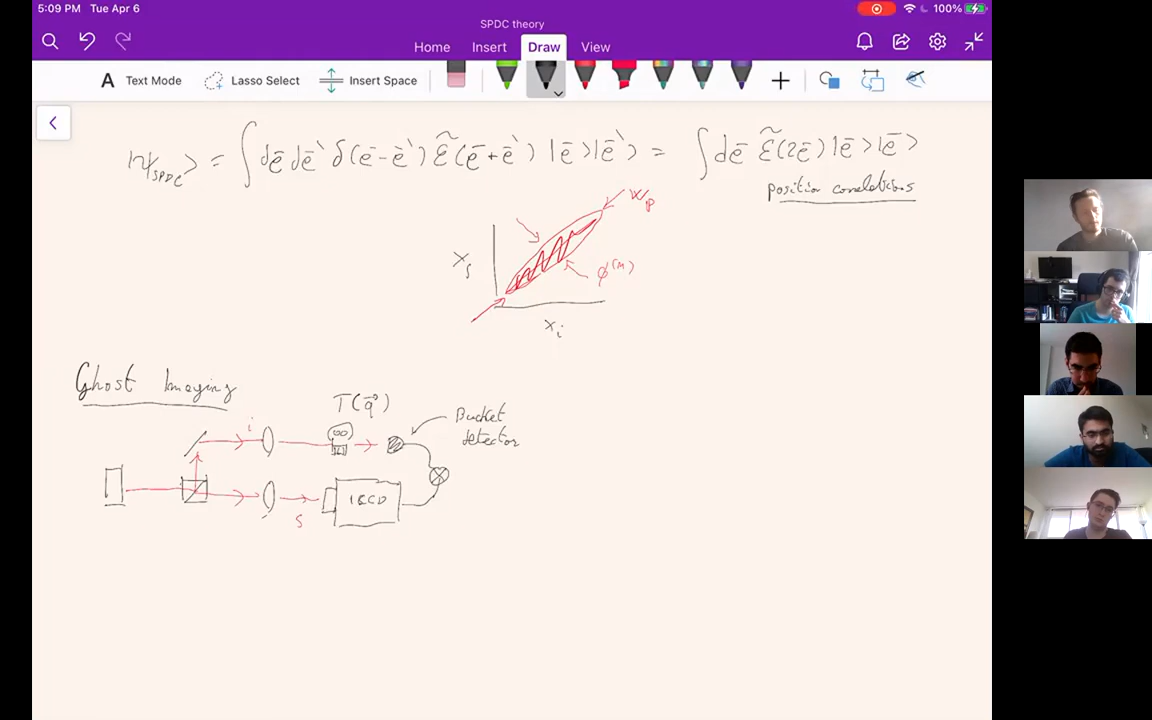 5:09 PM Tue Apr 6
100%
SPDC theory
Home Insert Draw View
Text Mode Lasso Select Insert Space
|ψ_SPDC> = ∫dē dē` δ(ē-ē`) Ẽ(ē+ē`) |ē>|ē`> = ∫dē Ẽ(2ē) |ē>|ē>
position correlations
W_p
X_s
ϕ^(m)
X_i
Ghost Imaging
T(q⃗)
Bucket
detector
i
ICCD
s